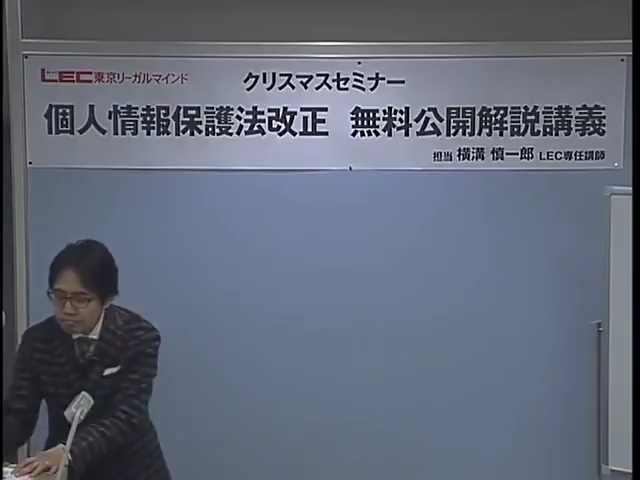 LEC東京リーガルマインド クリスマスセミナー
個人情報保護法改正 無料公開解説講義
担当 横溝 慎一郎 LEC専任講師